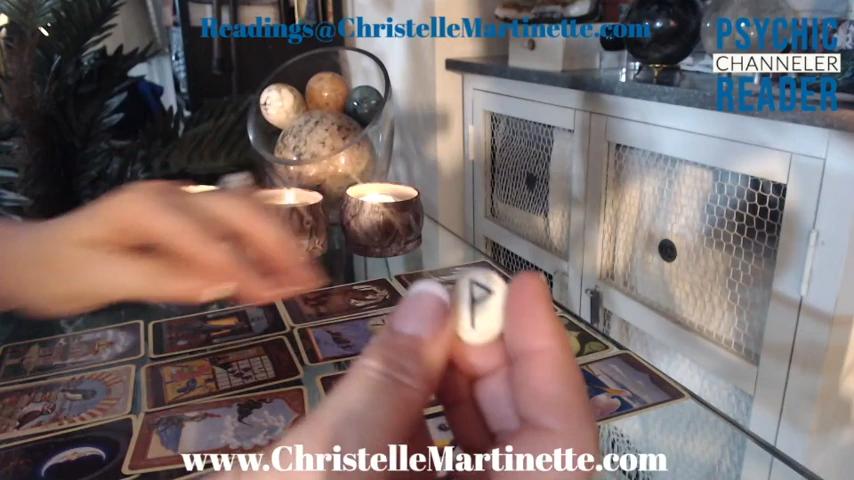 Readings@ChristelleMartinette.com
PSYCHIC
CHANNELER
READER
ᚹ
www.ChristelleMartinette.com